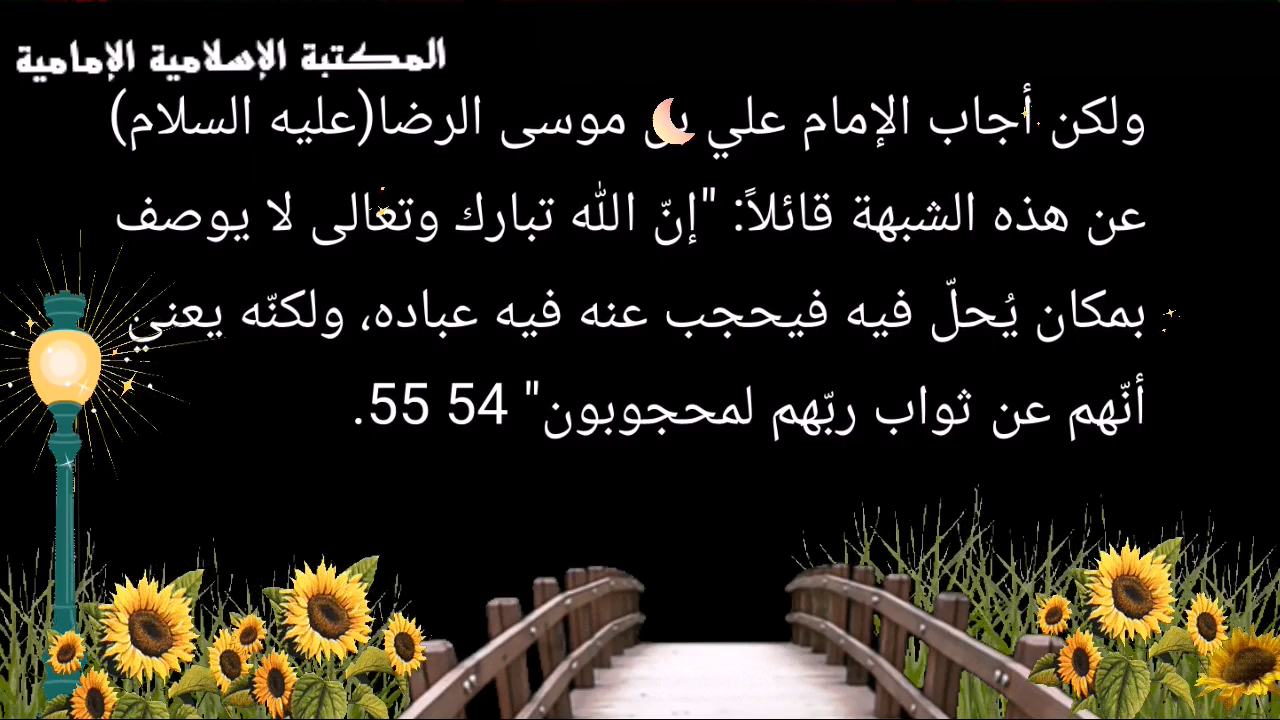 المكتبة الإسلامية الإمامية
ولكن أجاب الإمام علي بن موسى الرضا(عليه السلام)
عن هذه الشبهة قائلاً: "إنّ الله تبارك وتعالى لا يوصف
بمكان يُحلّ فيه فيحجب عنه فيه عباده، ولكنّه يعني
أنّهم عن ثواب ربّهم لمحجوبون" 54 55.